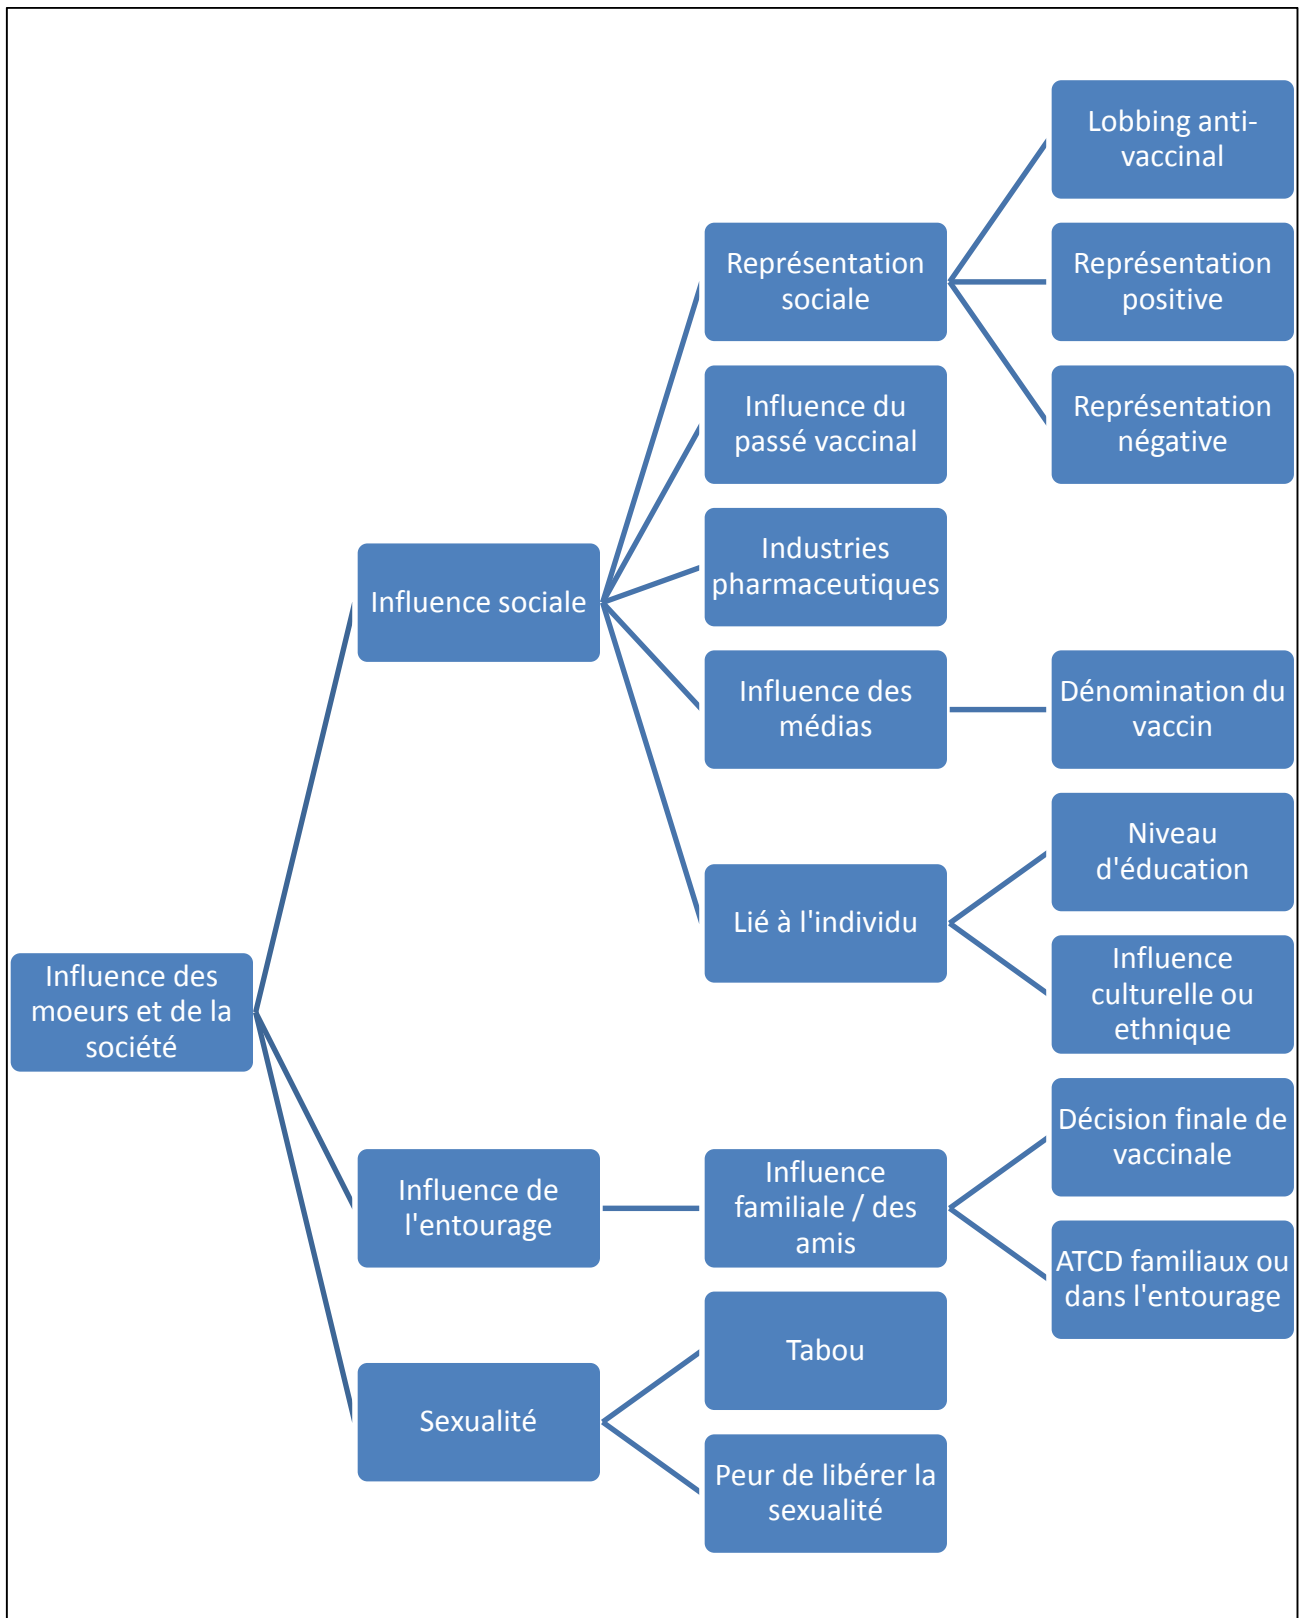 Influence des
moeurs et de la
société
Influence sociale
Représentation
sociale
Lobbing anti-
vaccinal
Représentation
positive
Représentation
négative
Influence du
passé vaccinal
Industries
pharmaceutiques
Influence des
médias
Dénomination du
vaccin
Lié à l'individu
Niveau
d'éducation
Influence
culturelle ou
ethnique
Influence de
l'entourage
Influence
familiale / des
amis
Décision finale de
vaccinale
ATCD familiaux ou
dans l'entourage
Sexualité
Tabou
Peur de libérer la
sexualité